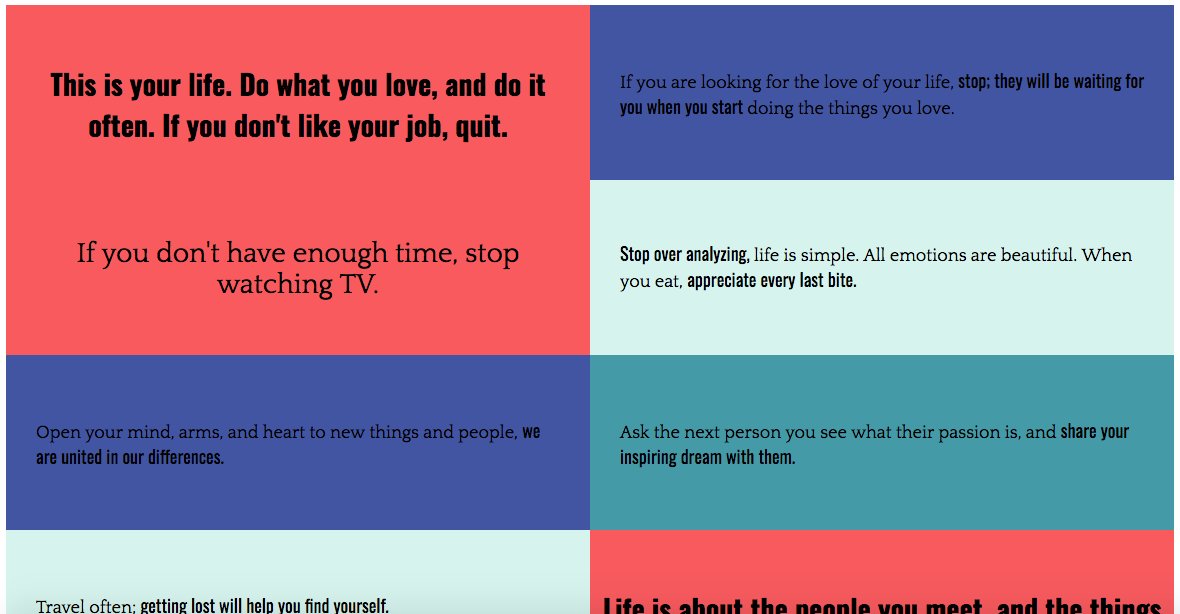 This is your life. Do what you love, and do it
often. If you don't like your job, quit.
If you don't have enough time, stop
watching TV.
If you are looking for the love of your life, stop; they will be waiting for
you when you start doing the things you love.
Stop over analyzing, life is simple. All emotions are beautiful. When
you eat, appreciate every last bite.
Open your mind, arms, and heart to new things and people, we
are united in our differences.
Ask the next person you see what their passion is, and share your
inspiring dream with them.
Travel often; getting lost will help you find yourself.
Life is about the people you meet, and the things